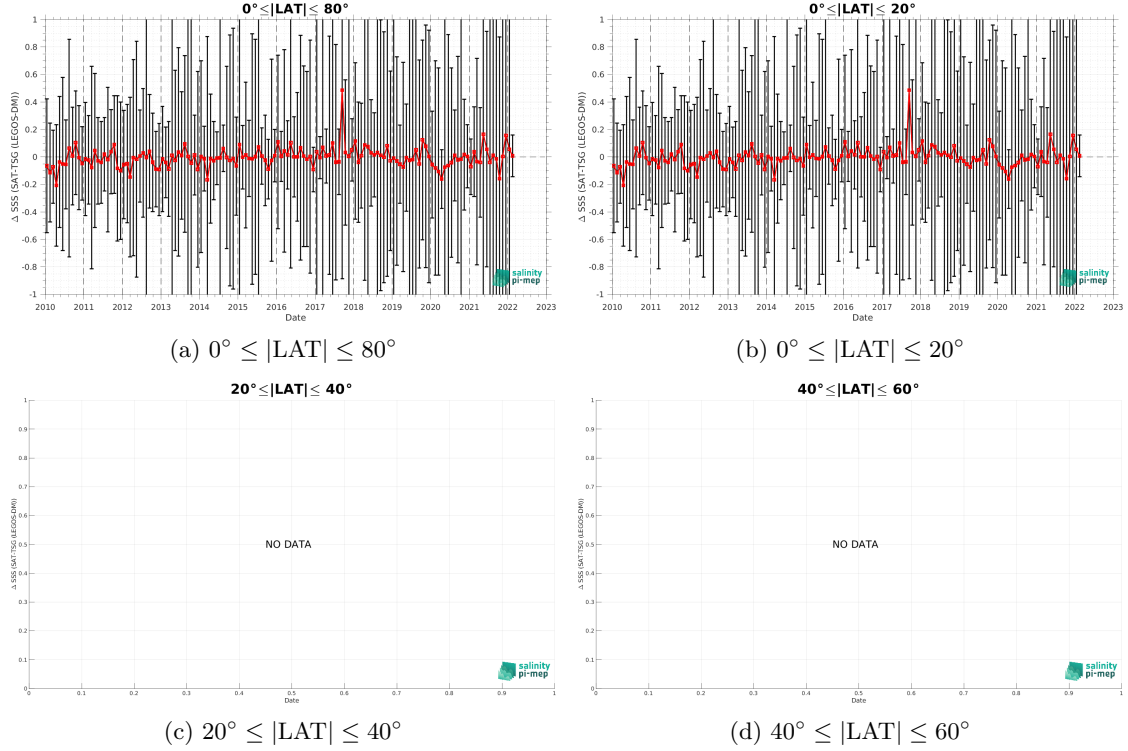 0°≤|LAT|≤ 80°
Δ SSS (SAT-TSG (LEGOS-DM))
1
0.8
0.6
0.4
0.2
0
-0.2
-0.4
-0.6
-0.8
-1
2010 2011 2012 2013 2014 2015 2016 2017 2018 2019 2020 2021 2022 2023
Date
salinity
pi-mep
(a) 0° ≤ |LAT| ≤ 80°
0°≤|LAT|≤ 20°
Δ SSS (SAT-TSG (LEGOS-DM))
1
0.8
0.6
0.4
0.2
0
-0.2
-0.4
-0.6
-0.8
-1
2010 2011 2012 2013 2014 2015 2016 2017 2018 2019 2020 2021 2022 2023
Date
salinity
pi-mep
(b) 0° ≤ |LAT| ≤ 20°
20°≤|LAT|≤ 40°
Δ SSS (SAT-TSG (LEGOS-DM))
1
0.9
0.8
0.7
0.6
0.5
0.4
0.3
0.2
0.1
0
NO DATA
0 0.1 0.2 0.3 0.4 0.5 0.6 0.7 0.8 0.9 1
Date
salinity
pi-mep
(c) 20° ≤ |LAT| ≤ 40°
40°≤|LAT|≤ 60°
Δ SSS (SAT-TSG (LEGOS-DM))
1
0.9
0.8
0.7
0.6
0.5
0.4
0.3
0.2
0.1
0
NO DATA
0 0.1 0.2 0.3 0.4 0.5 0.6 0.7 0.8 0.9 1
Date
salinity
pi-mep
(d) 40° ≤ |LAT| ≤ 60°